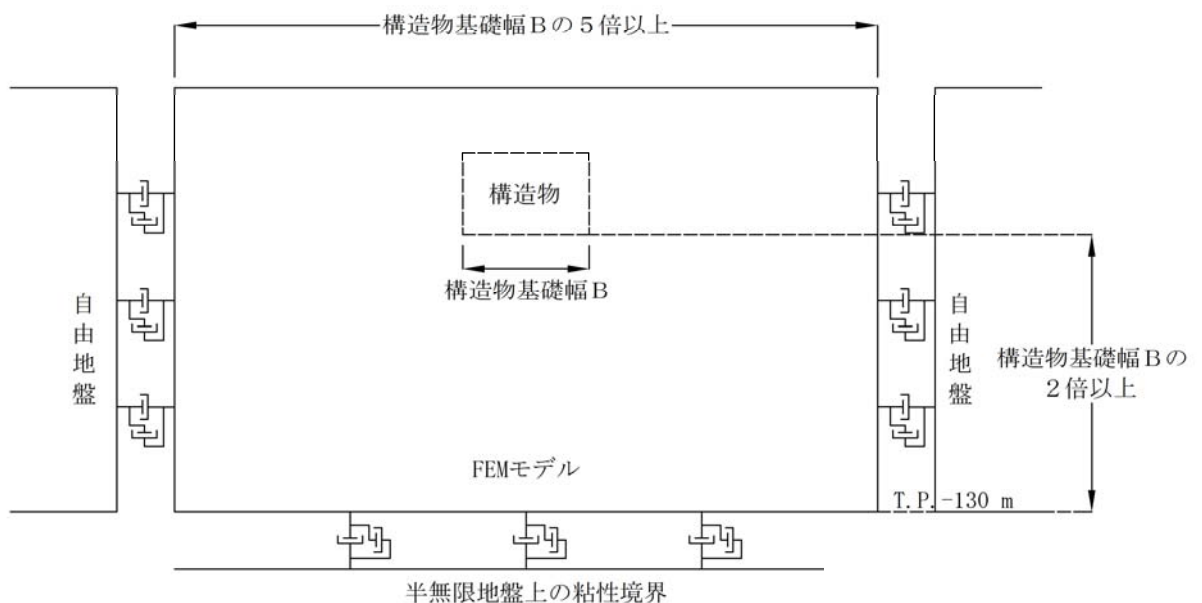 構造物基礎幅Bの5倍以上
構造物
構造物基礎幅B
自由地盤
自由地盤
構造物基礎幅Bの
2倍以上
FEMモデル
T.P.-130 m
半無限地盤上の粘性境界